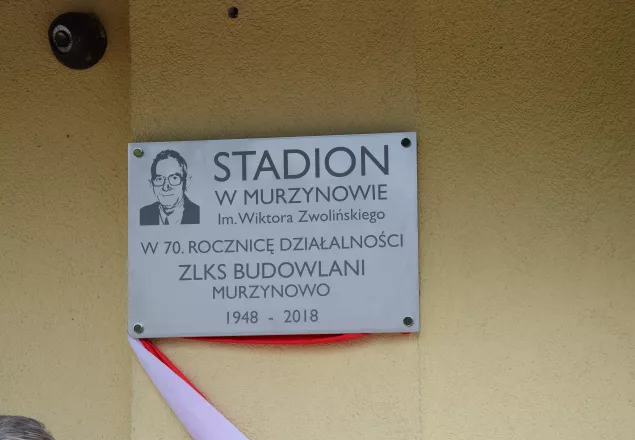 STADION
W MURZYNOWIE
Im. Wiktora Zwolińskiego
W 70. ROCZNICĘ DZIAŁALNOŚCI
ZLKS BUDOWLANI
MURZYNOWO
1948 - 2018